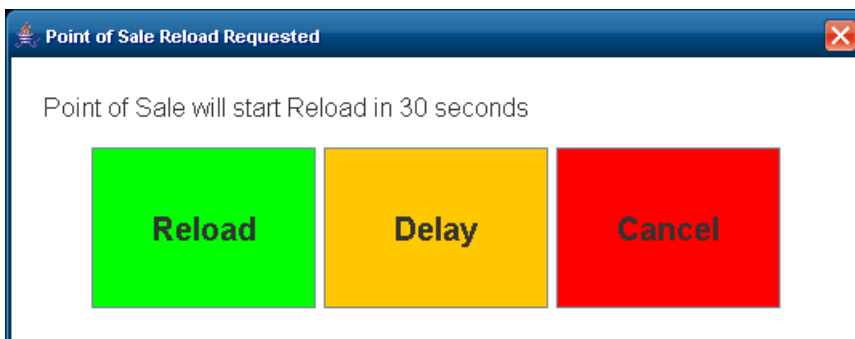 Point of Sale Reload Requested
Point of Sale will start Reload in 30 seconds
Reload Delay Cancel